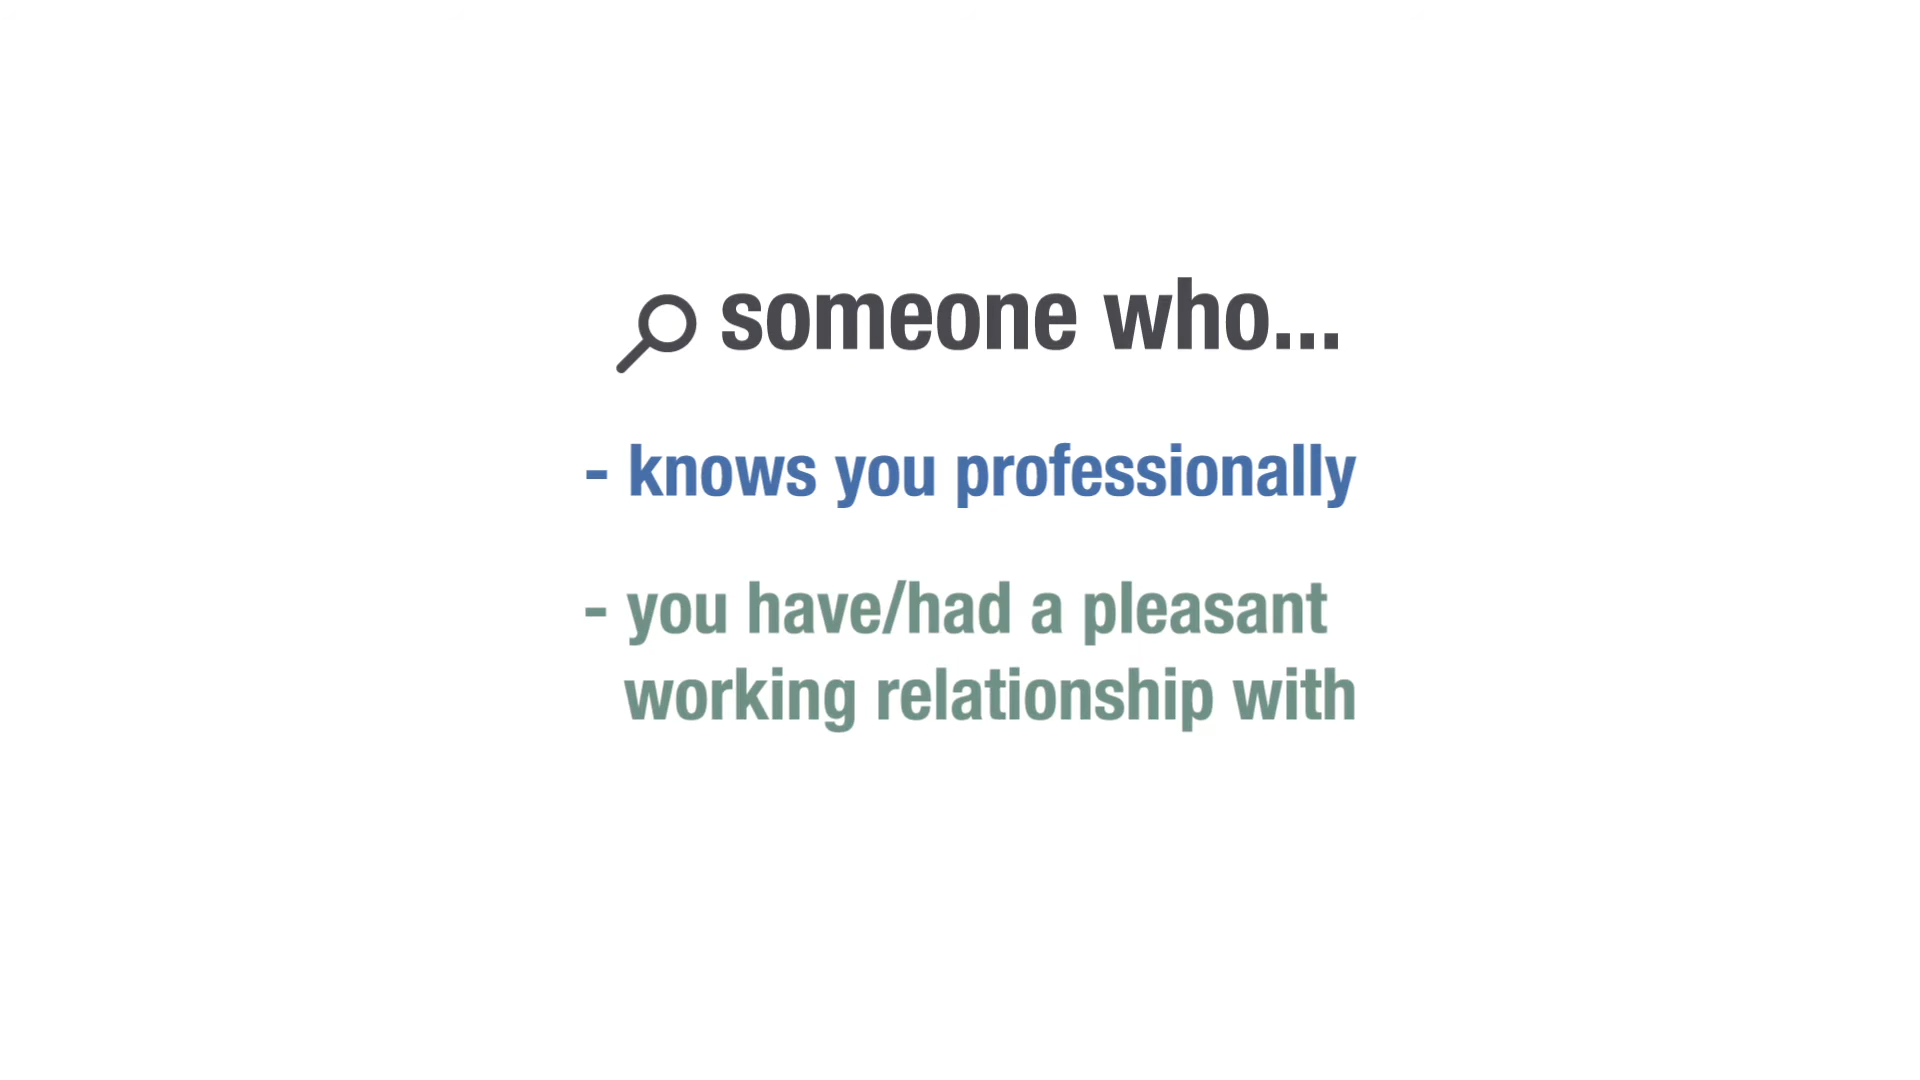 someone who...
- knows you professionally
- you have/had a pleasant
working relationship with